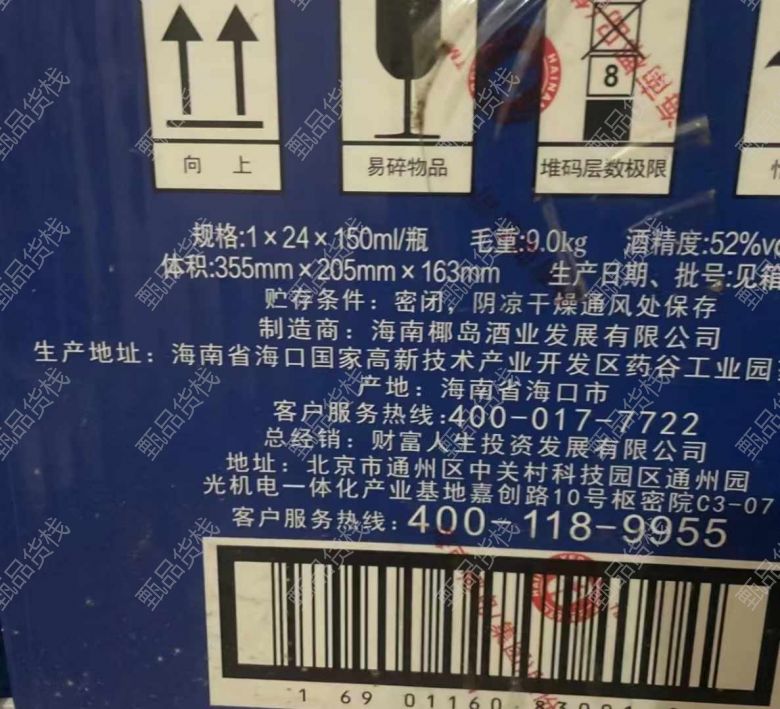 8
向 上
易碎物品
堆码层数极限
规格:1×24×150ml/瓶 毛重:9.0kg 酒精度:52%
体积:355mm×205mm×163mm 生产日期、批号:见箱
贮存条件: 密闭, 阴凉干燥通风处保存
制造商: 海南椰岛酒业发展有限公司
生产地址: 海南省海口国家高新技术产业开发区药谷工业园
产地: 海南省海口市
客户服务热线:400-017-7722
总经销: 财富人生投资发展有限公司
地址: 北京市通州区中关村科技园区通州园
光机电一体化产业基地嘉创路10号枢密院C3-07
客户服务热线:400-118-9955
1 69 01160
甄品货栈